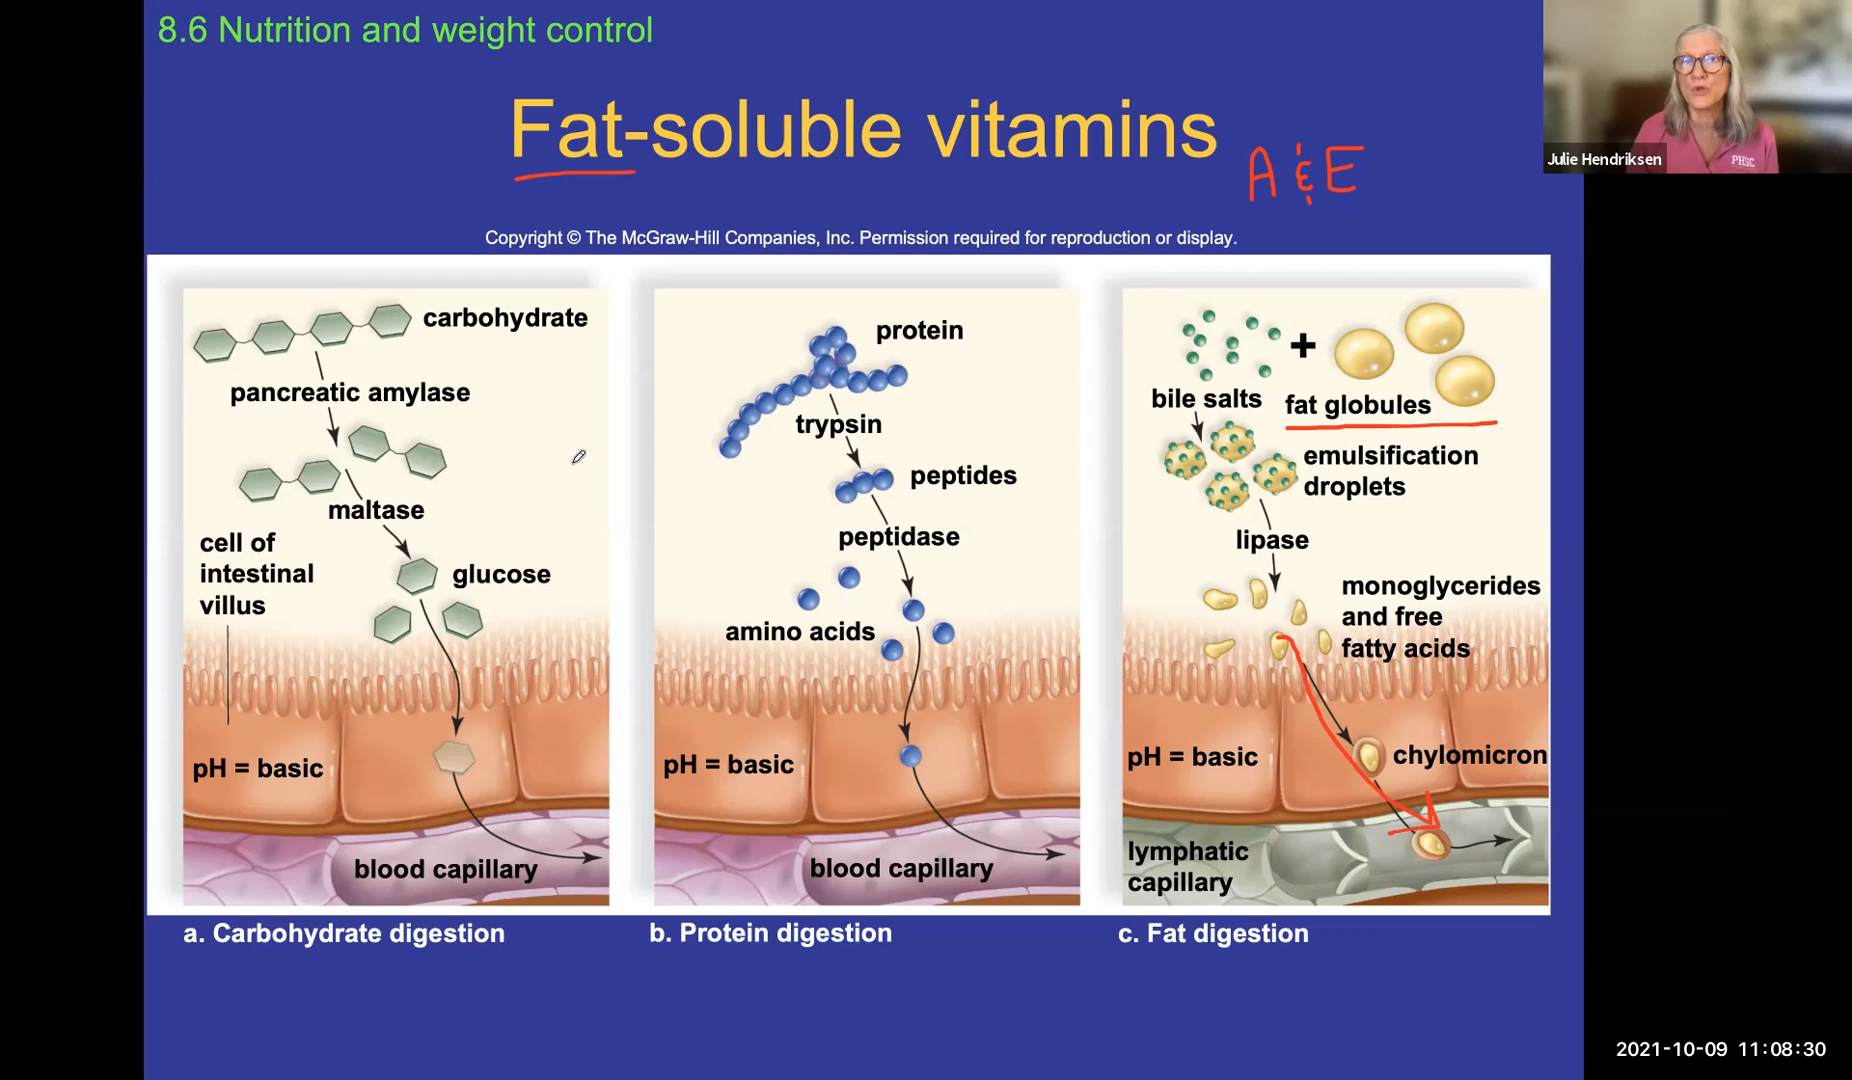 8.6 Nutrition and weight control
Fat-soluble vitamins
A & E
Copyright © The McGraw-Hill Companies, Inc. Permission required for reproduction or display.
carbohydrate
pancreatic amylase
maltase
cell of
intestinal
villus
glucose
pH = basic
blood capillary
a. Carbohydrate digestion
protein
trypsin
peptides
peptidase
amino acids
pH = basic
blood capillary
b. Protein digestion
+
bile salts
fat globules
emulsification
droplets
lipase
monoglycerides
and free
fatty acids
pH = basic
chylomicron
lymphatic
capillary
c. Fat digestion
PHSC
Julie Hendriksen
2021-10-09 11:08:30